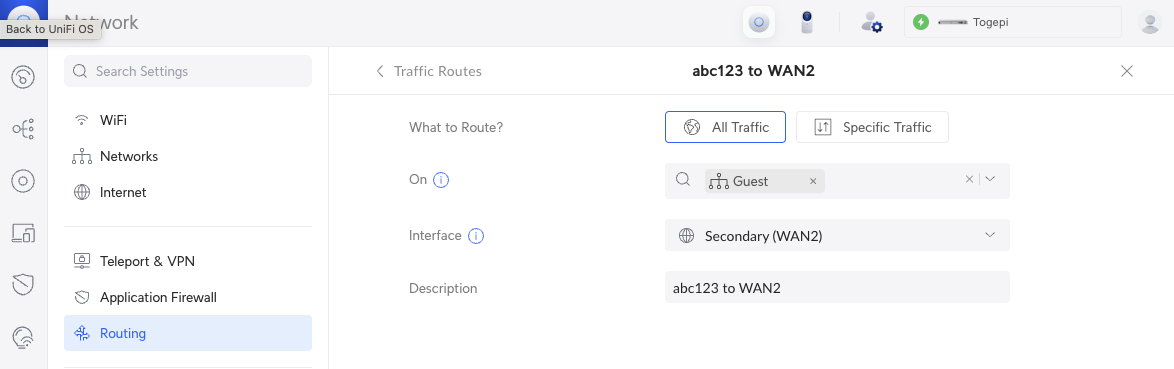 Network
Back to UniFi OS
Togepi
Search Settings
Traffic Routes
abc123 to WAN2
WiFi
Networks
Internet
Teleport & VPN
Application Firewall
Routing
What to Route?
All Traffic
Specific Traffic
On
Guest
Interface
Secondary (WAN2)
Description
abc123 to WAN2